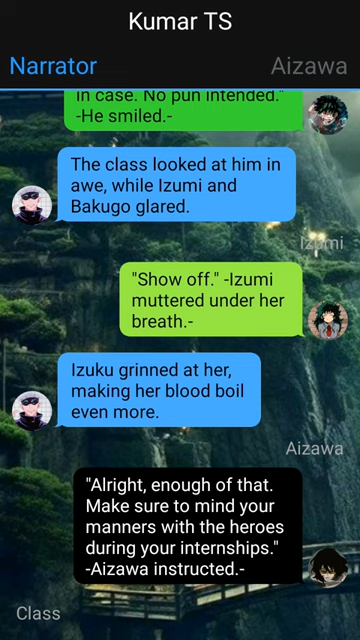 Kumar TS
Narrator
Aizawa
in case. No pun intended."
-He smiled.-
The class looked at him in
awe, while Izumi and
Bakugo glared.
Izumi
"Show off." -Izumi
muttered under her
breath.-
Izuku grinned at her,
making her blood boil
even more.
Aizawa
"Alright, enough of that.
Make sure to mind your
manners with the heroes
during your internships."
-Aizawa instructed.-
Class